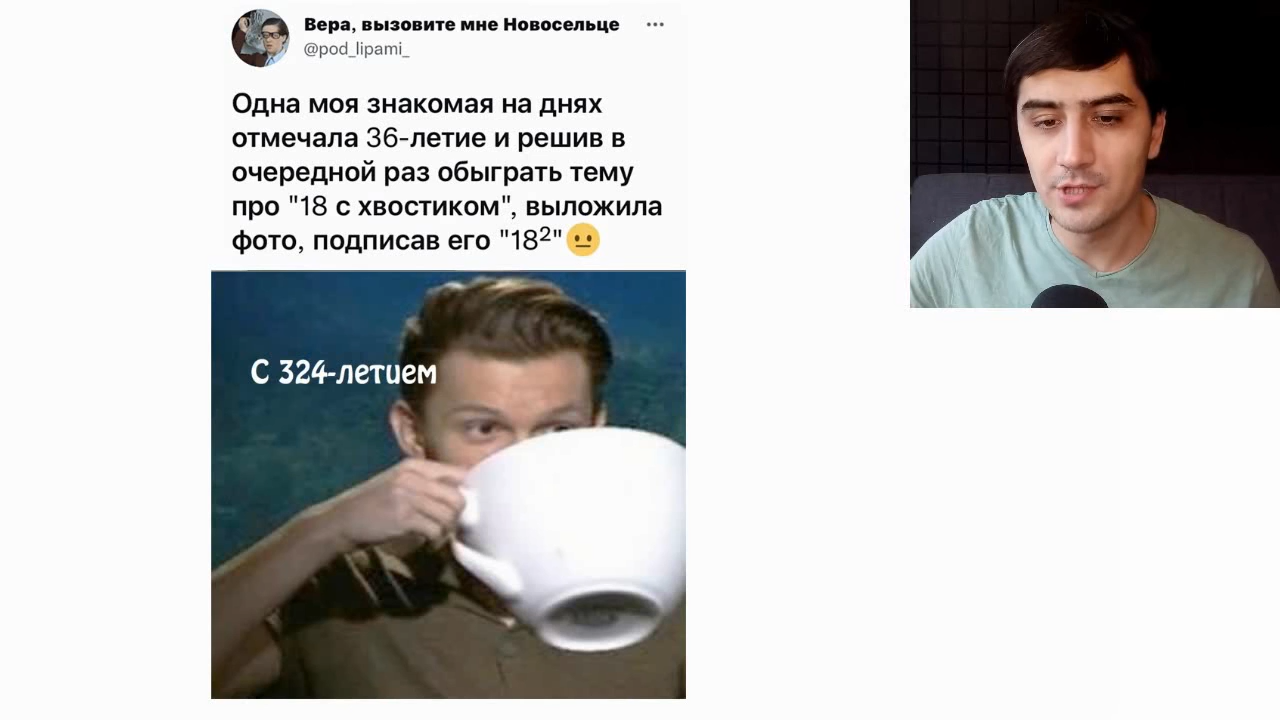 Вера, вызовите мне Новосельце
@pod_lipami_
Одна моя знакомая на днях
отмечала 36-летие и решив в
очередной раз обыграть тему
про "18 с хвостиком", выложила
фото, подписав его "18²"😐
С 324-летием